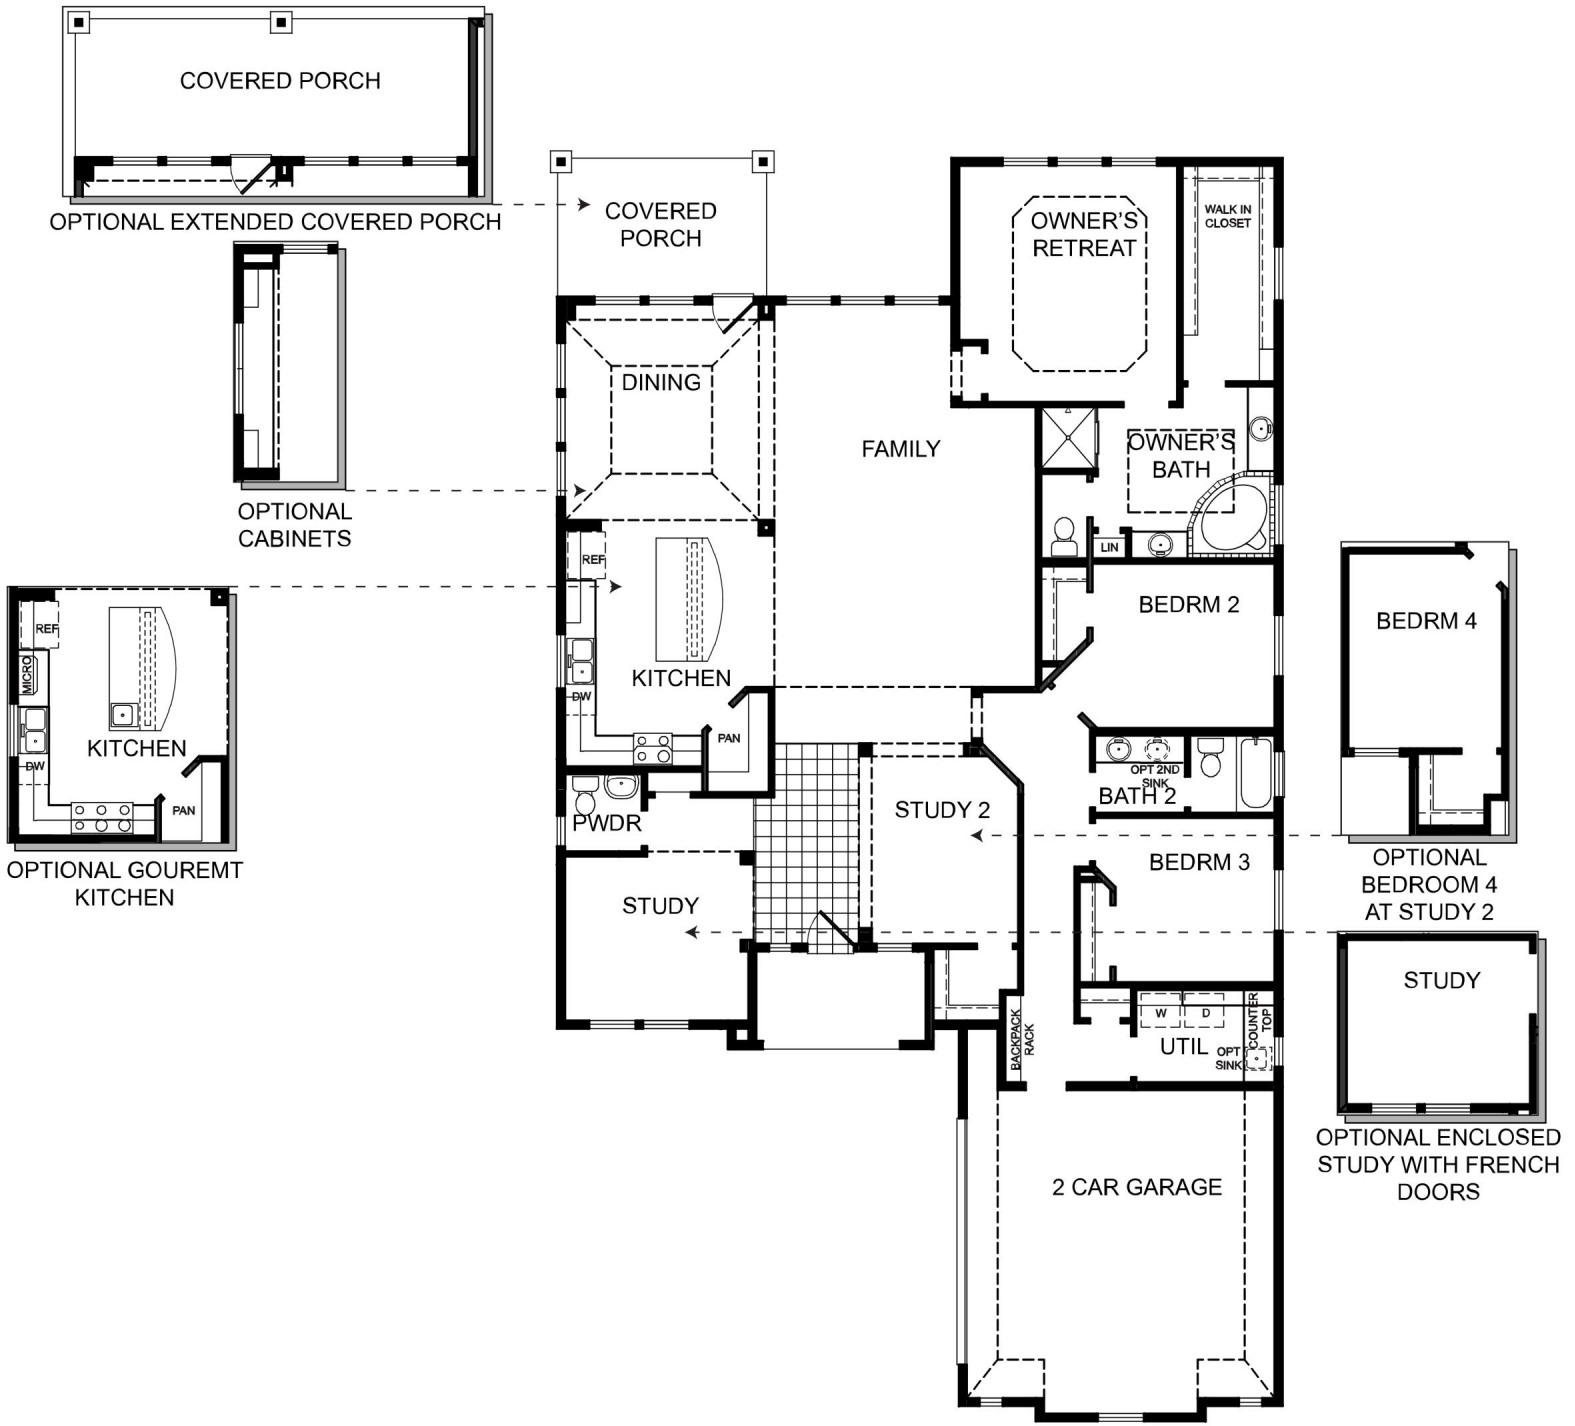 COVERED PORCH
OPTIONAL EXTENDED COVERED PORCH
COVERED
PORCH
OWNER'S
RETREAT
WALK IN
CLOSET
DINING
FAMILY
OWNER'S
BATH
OPTIONAL
CABINETS
REF
LIN
BEDRM 2
KITCHEN
DW
PAN
REF
MICRO
KITCHEN
DW
PAN
OPTIONAL GOUREMT
KITCHEN
BEDRM 4
OPTIONAL
BEDROOM 4
AT STUDY 2
OPT 2ND
SINK
BATH 2
STUDY 2
PWDR
BEDRM 3
STUDY
STUDY
OPTIONAL ENCLOSED
STUDY WITH FRENCH
DOORS
BACKPACK
RACK
W
D
COUNTER
TOP
UTIL
OPT
SINK
2 CAR GARAGE